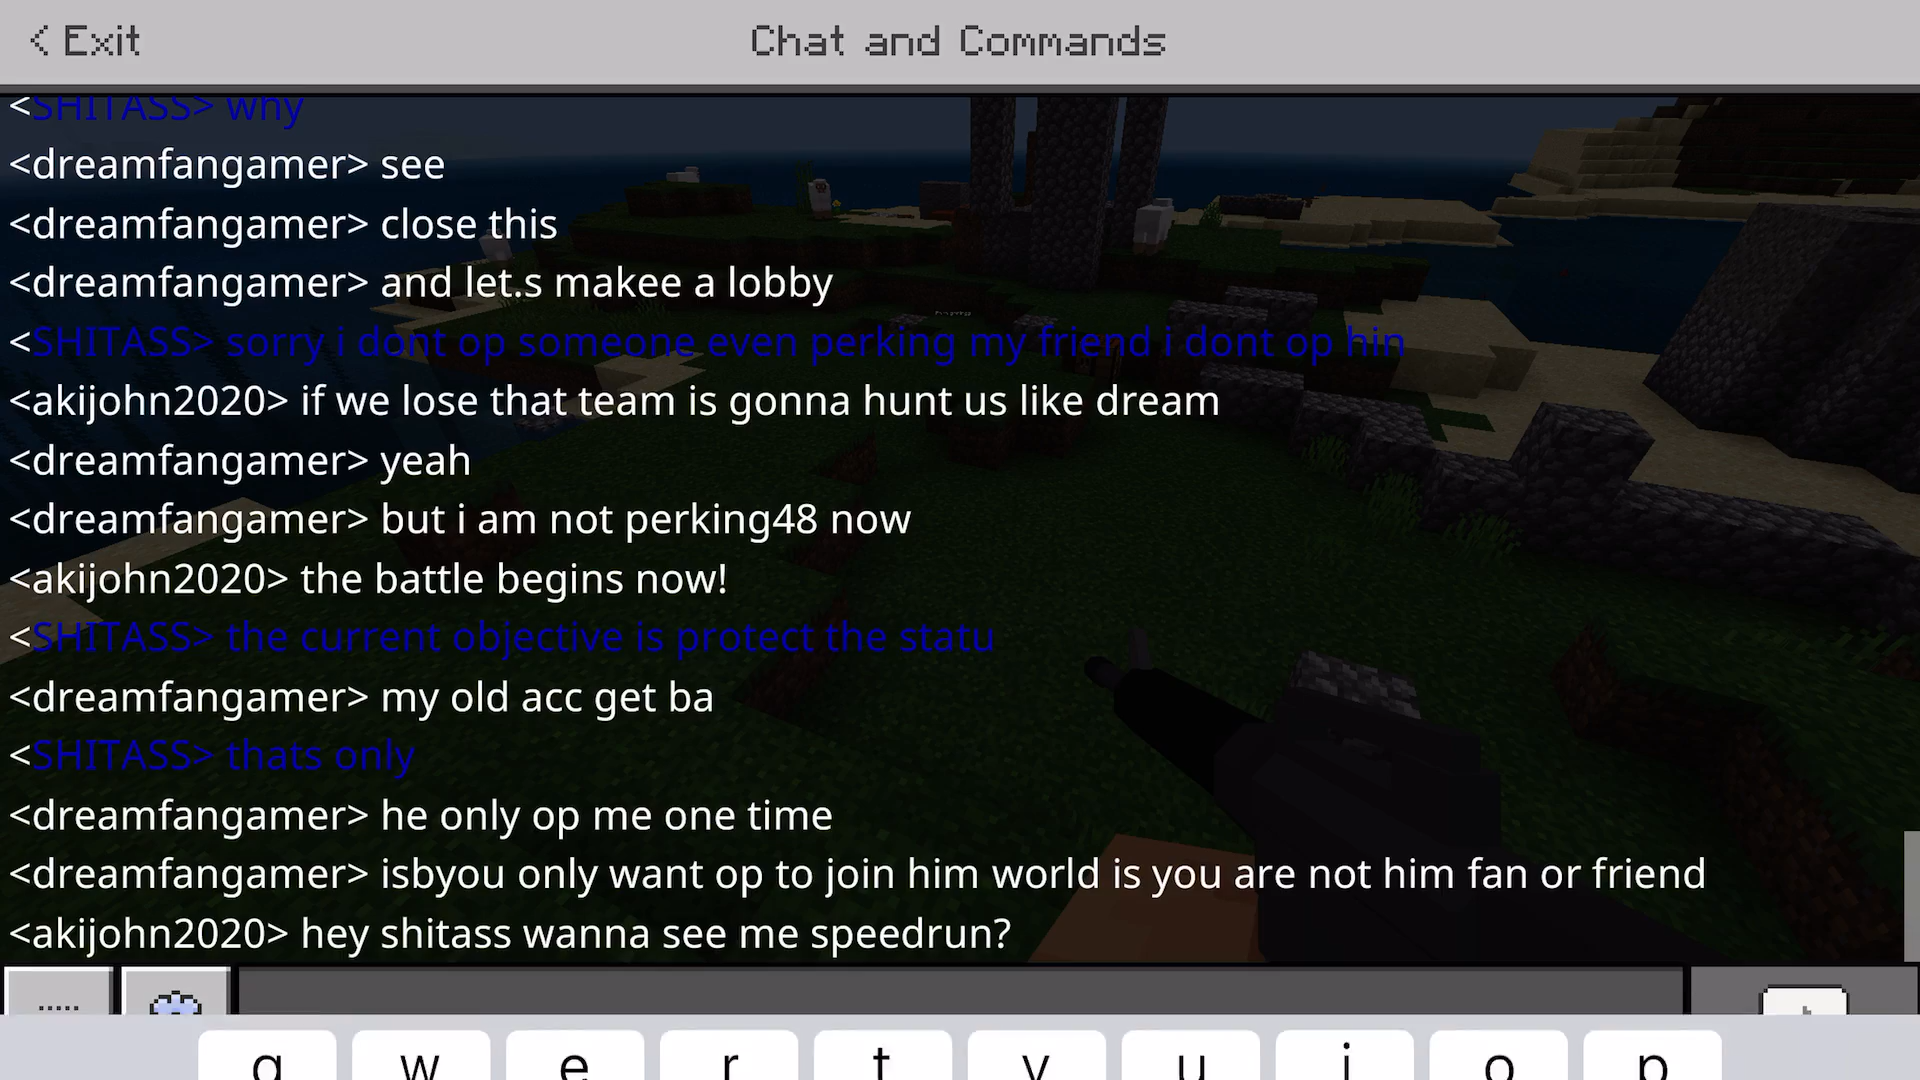 < Exit
Chat and Commands
<SHITASS> why
<dreamfangamer> see
<dreamfangamer> close this
<dreamfangamer> and let.s makee a lobby
<SHITASS> sorry i dont op someone even perking my friend i dont op hin
<akijohn2020> if we lose that team is gonna hunt us like dream
<dreamfangamer> yeah
<dreamfangamer> but i am not perking48 now
<akijohn2020> the battle begins now!
<SHITASS> the current objective is protect the statu
<dreamfangamer> my old acc get ba
<SHITASS> thats only
<dreamfangamer> he only op me one time
<dreamfangamer> isbyou only want op to join him world is you are not him fan or friend
<akijohn2020> hey shitass wanna see me speedrun?
q w e r t y u i o p